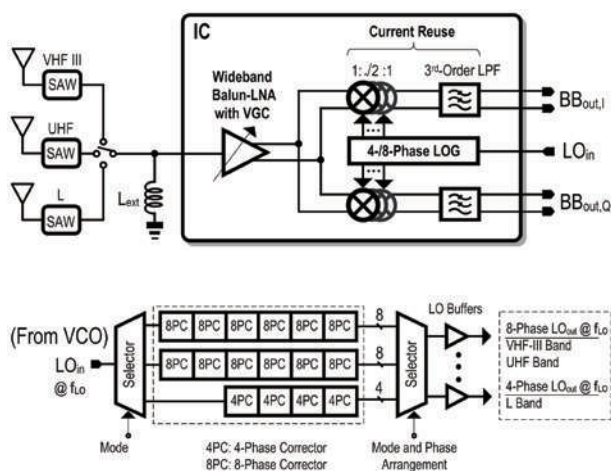 IC
Current Reuse
1:√2 :1
3rd-Order LPF
VHF III
SAW
Wideband
Balun-LNA
with VGC
BBout,I
UHF
SAW
4-/8-Phase LOG
LOin
L
SAW
Lext
BBout,Q
8PC 8PC 8PC 8PC 8PC 8PC
8
LO Buffers
(From VCO)
LOin
@ fLo
Selector
8PC 8PC 8PC 8PC 8PC 8PC
8
Selector
8-Phase LOout @ fLo
VHF-III Band
UHF Band
4PC 4PC 4PC 4PC
4
4-Phase LOout @ fLo
L Band
Mode
4PC: 4-Phase Corrector
8PC: 8-Phase Corrector
Mode and Phase
Arrangement